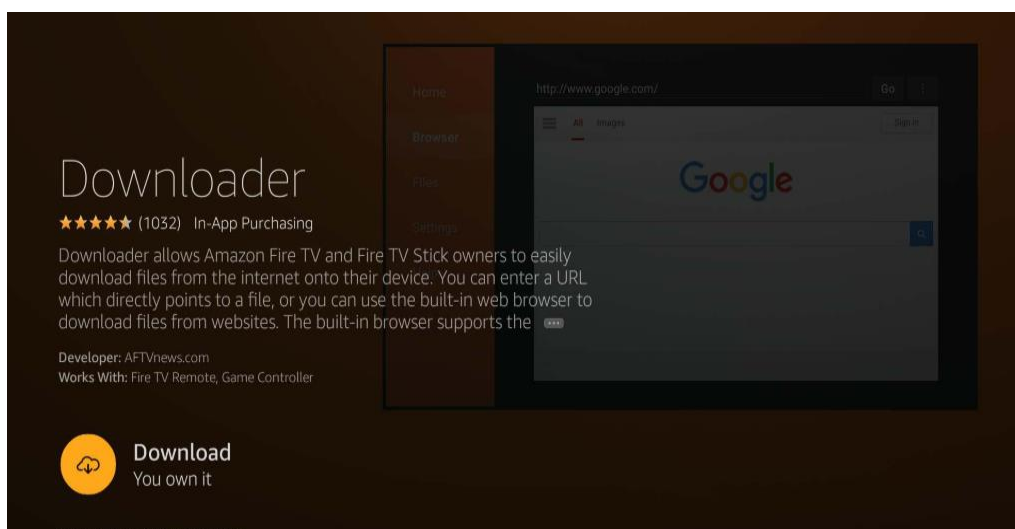 Downloader
(1032) In-App Purchasing
Downloader allows Amazon Fire TV and Fire TV Stick owners to easily
download files from the internet onto their device. You can enter a URL
which directly points to a file, or you can use the built-in web browser to
download files from websites. The built-in browser supports the
Developer: AFTVnews.com
Works With: Fire TV Remote, Game Controller
Download
You own it
Home
Browser
Files
Settings
http://www.google.com/
Go
All Images
Sign in
Google